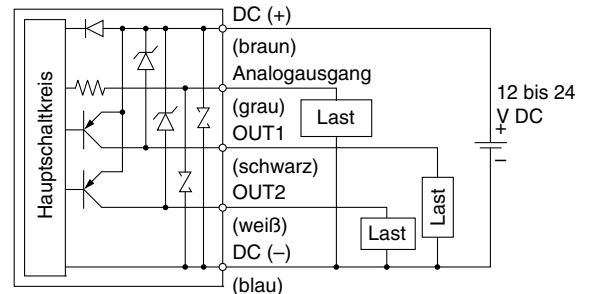 DC (+)
(braun)
Analogausgang
(grau)
OUT1
(schwarz)
OUT2
(weiß)
DC (–)
(blau)
Hauptschaltkreis
Last
Last
Last
12 bis 24
V DC
+
–